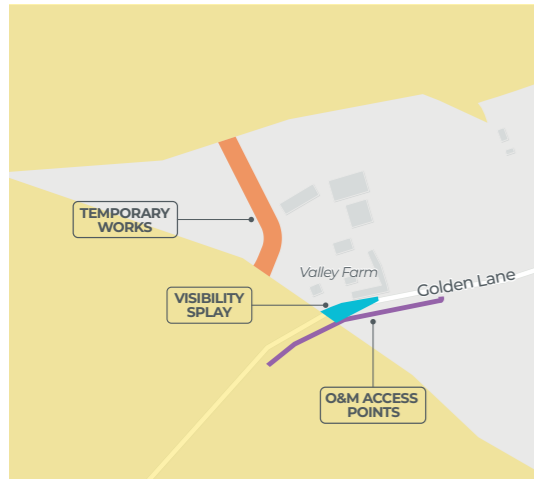 TEMPORARY
WORKS
Valley Farm
Golden Lane
VISIBILITY
SPLAY
O&M ACCESS
POINTS